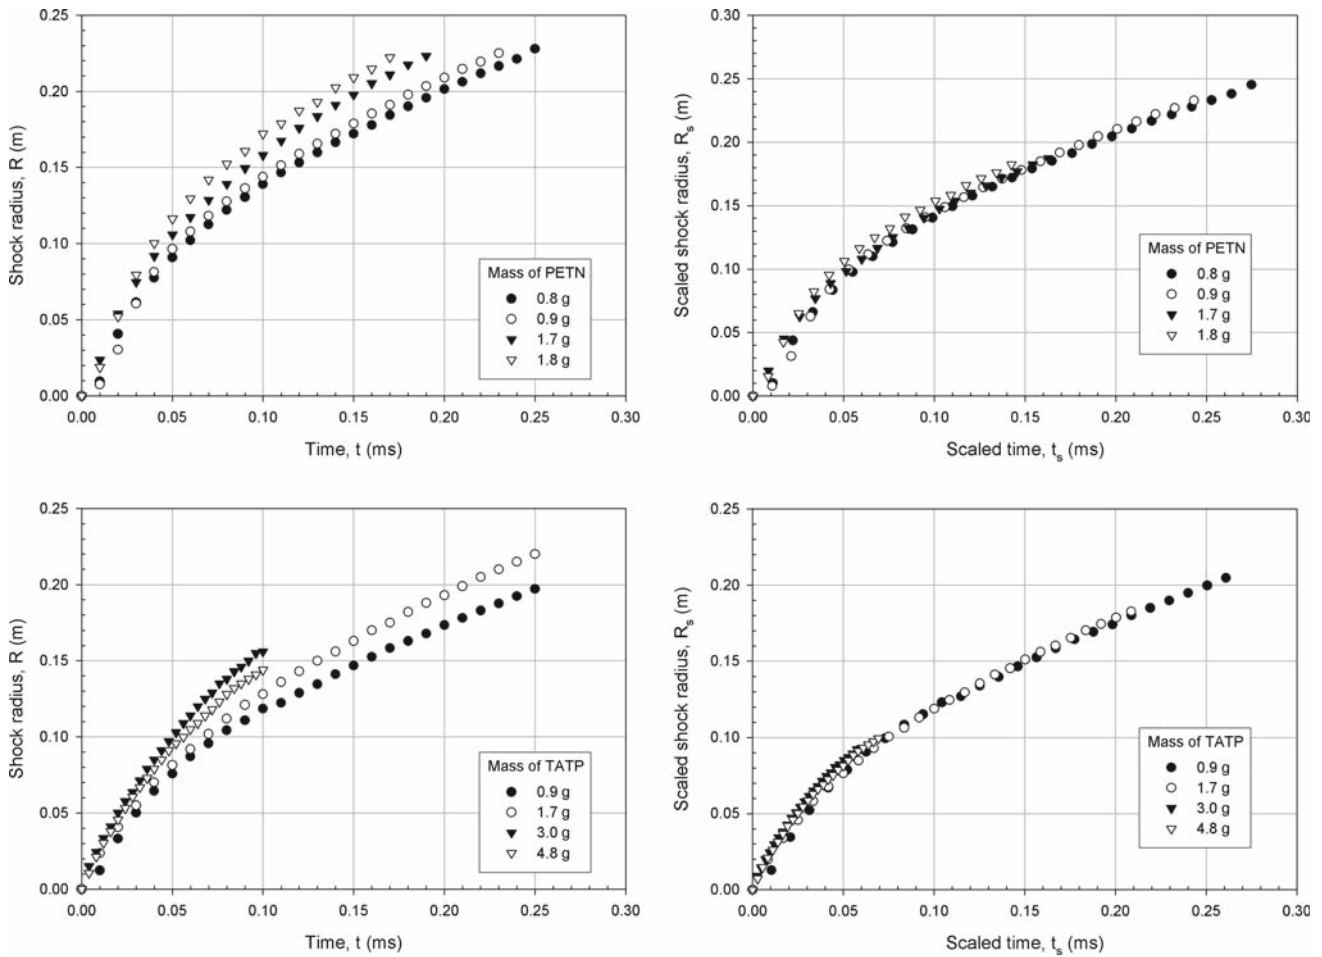 0.25
0.20
0.15
0.10
0.05
0.00
Shock radius, R (m)
0.00 0.05 0.10 0.15 0.20 0.25 0.30
Time, t (ms)
Mass of PETN
0.8 g
0.9 g
1.7 g
1.8 g
0.30
0.25
0.20
0.15
0.10
0.05
0.00
Scaled shock radius, Rs (m)
0.00 0.05 0.10 0.15 0.20 0.25 0.30
Scaled time, ts (ms)
Mass of PETN
0.8 g
0.9 g
1.7 g
1.8 g
0.25
0.20
0.15
0.10
0.05
0.00
Shock radius, R (m)
0.00 0.05 0.10 0.15 0.20 0.25 0.30
Time, t (ms)
Mass of TATP
0.9 g
1.7 g
3.0 g
4.8 g
0.25
0.20
0.15
0.10
0.05
0.00
Scaled shock radius, Rs (m)
0.00 0.05 0.10 0.15 0.20 0.25 0.30
Scaled time, ts (ms)
Mass of TATP
0.9 g
1.7 g
3.0 g
4.8 g